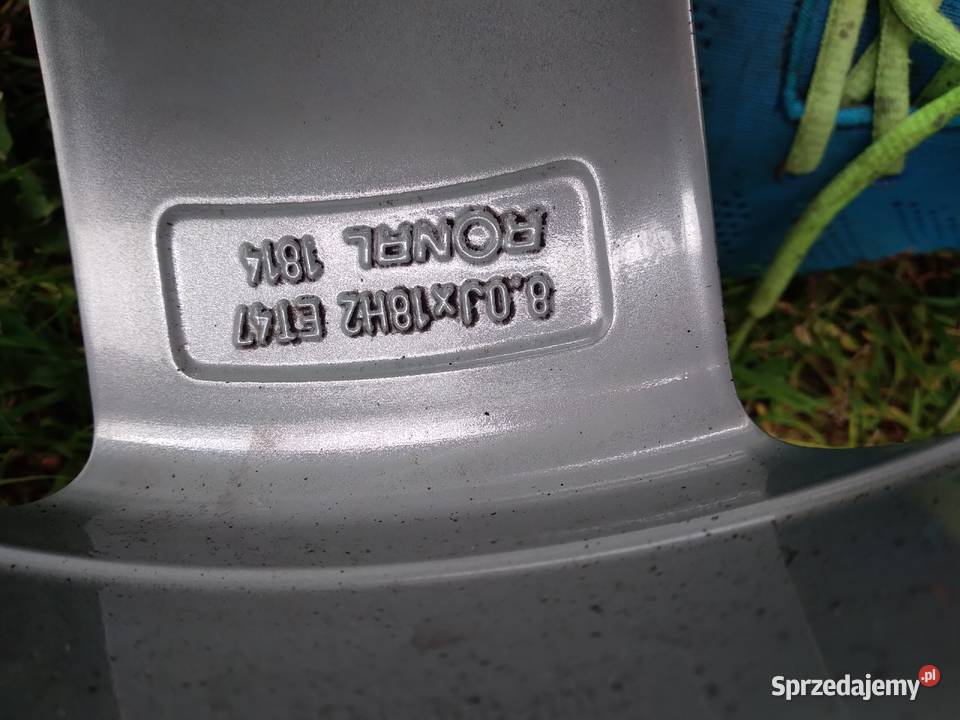 8.0Jx18H2 ET47
RONAL 1814
Sprzedajemy.pl